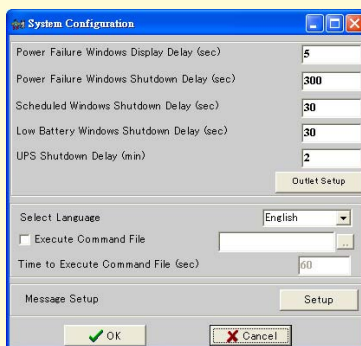 System Configuration
Power Failure Windows Display Delay (sec) 5
Power Failure Windows Shutdown Delay (sec) 300
Scheduled Windows Shutdown Delay (sec) 30
Low Battery Windows Shutdown Delay (sec) 30
UPS Shutdown Delay (min) 2
Outlet Setup
Select Language English
Execute Command File ..
Time to Execute Command File (sec) 60
Message Setup Setup
OK Cancel